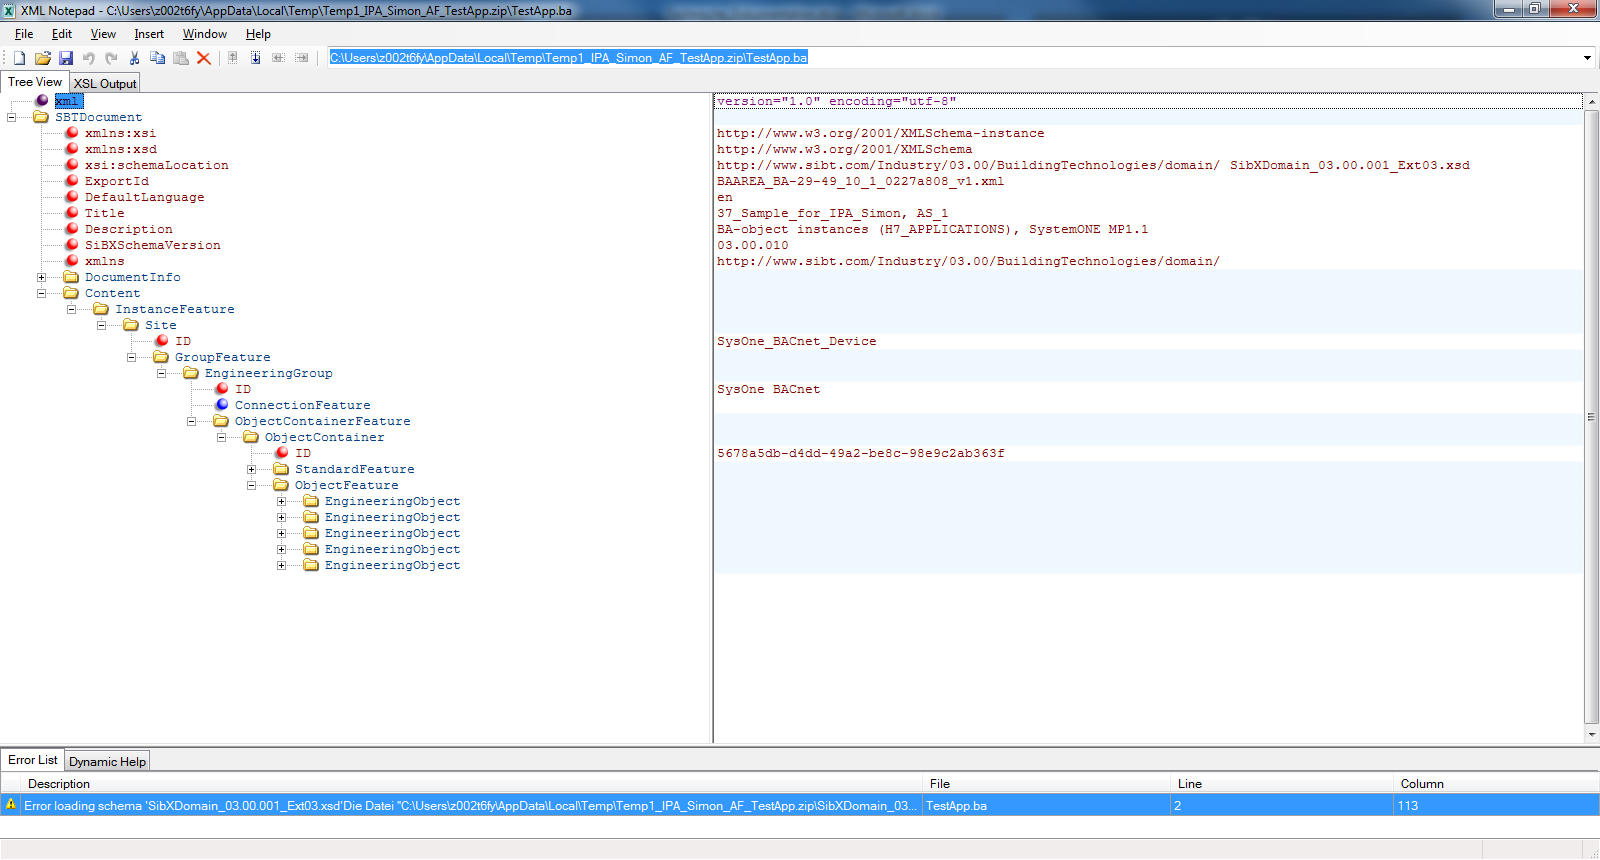 XML Notepad - C:\Users\z002t6fy\AppData\Local\Temp\Temp1_IPA_Simon_AF_TestApp.zip\TestApp.ba
File Edit View Insert Window Help
C:\Users\z002t6fy\AppData\Local\Temp\Temp1_IPA_Simon_AF_TestApp.zip\TestApp.ba
Tree View XSL Output
xml version="1.0" encoding="utf-8"
SBTDocument
xmlns:xsi http://www.w3.org/2001/XMLSchema-instance
xmlns:xsd http://www.w3.org/2001/XMLSchema
xsi:schemaLocation http://www.sibt.com/Industry/03.00/BuildingTechnologies/domain/ SibXDomain_03.00.001_Ext03.xsd
ExportId BAAREA_BA-29-49_10_1_0227a808_v1.xml
DefaultLanguage en
Title 37_Sample_for_IPA_Simon, AS_1
Description BA-object instances (H7_APPLICATIONS), SystemONE MP1.1
SiBXSchemaVersion 03.00.010
xmlns http://www.sibt.com/Industry/03.00/BuildingTechnologies/domain/
DocumentInfo
Content
InstanceFeature
Site
ID SysOne_BACnet_Device
GroupFeature
EngineeringGroup
ID SysOne BACnet
ConnectionFeature
ObjectContainerFeature
ObjectContainer
ID 5678a5db-d4dd-49a2-be8c-98e9c2ab363f
StandardFeature
ObjectFeature
EngineeringObject
EngineeringObject
EngineeringObject
EngineeringObject
EngineeringObject
Error List Dynamic Help
Description File Line Column
Error loading schema 'SibXDomain_03.00.001_Ext03.xsd'Die Datei "C:\Users\z002t6fy\AppData\Local\Temp\Temp1_IPA_Simon_AF_TestApp.zip\SibXDomain_03... TestApp.ba 2 113